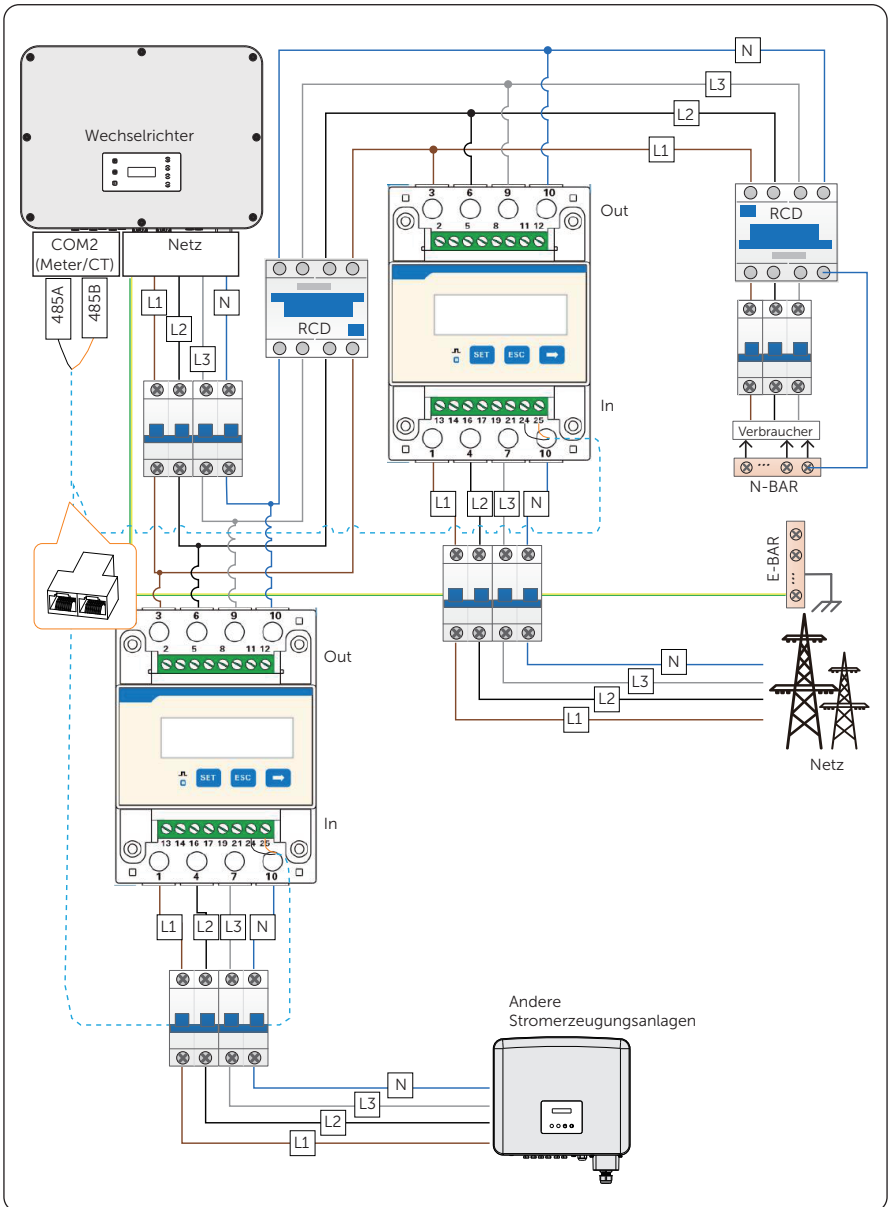 Wechselrichter
COM2
(Meter/CT)
Netz
485A
485B
L1
L2
L3
N
RCD
N
L3
L2
L1
3 6 9 10
2 5 8 11 12
Out
SET ESC
In
13 14 16 17 19 21 24 25
1 4 7 10
L1 L2 L3 N
RCD
Verbraucher
...
N-BAR
E-BAR
...
N
L3
L2
L1
Netz
3 6 9 10
2 5 8 11 12
Out
SET ESC
In
13 14 16 17 19 21 24 25
1 4 7 10
L1 L2 L3 N
Andere
Stromerzeugungsanlagen
N
L3
L2
L1